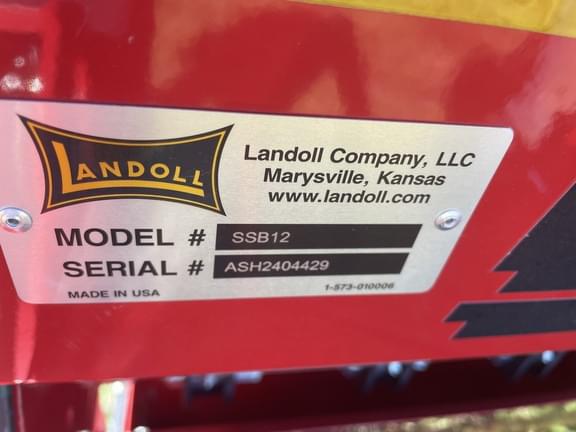 LANDOLL
Landoll Company, LLC
Marysville, Kansas
www.landoll.com
MODEL # SSB12
SERIAL # ASH2404429
MADE IN USA 1-573-010006